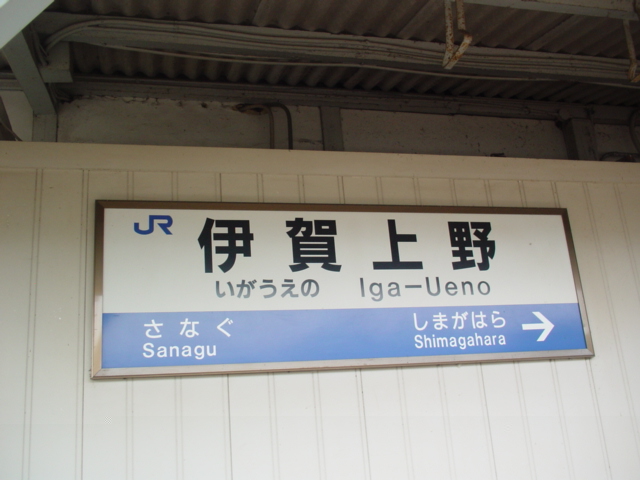 JR 伊賀上野
いがうえの Iga-Ueno
さなぐ しまがはら →
Sanagu Shimagahara